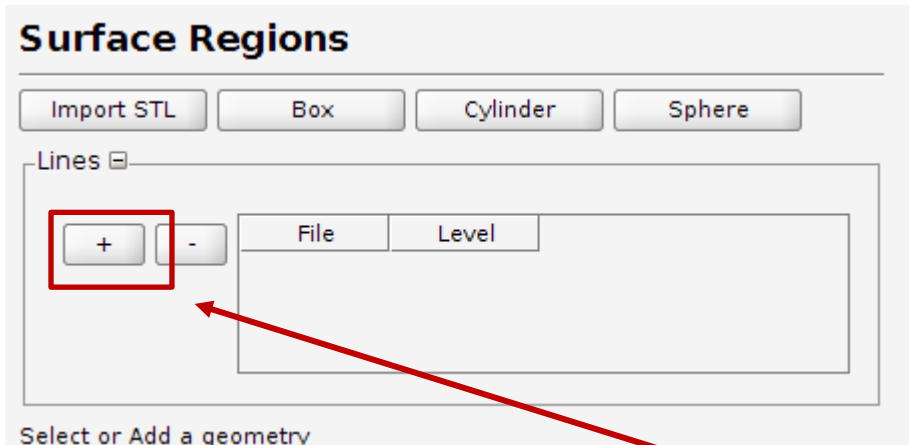 Surface Regions
Import STL Box Cylinder Sphere
Lines
+ - File Level
Select or Add a geometry